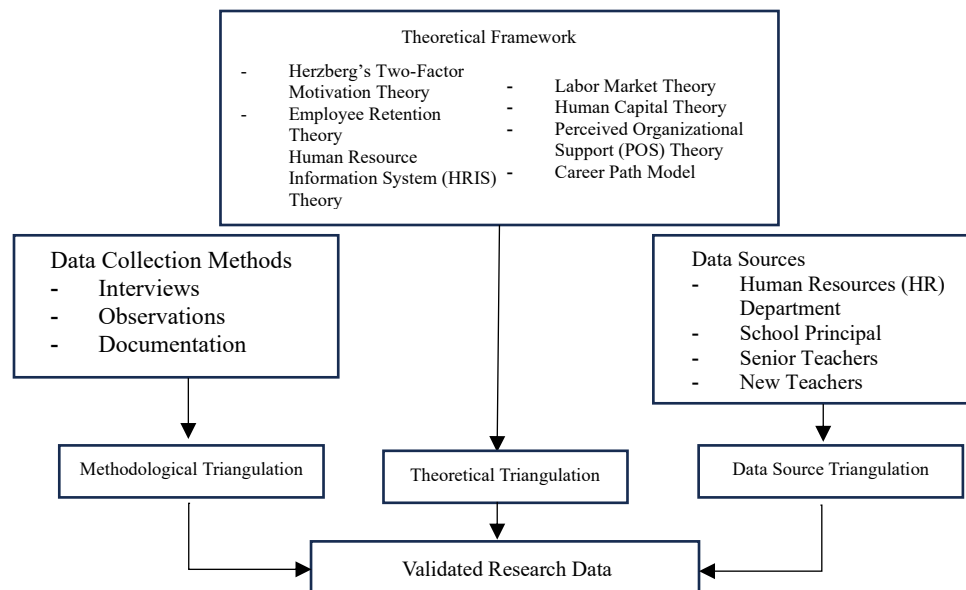 Theoretical Framework
- Herzberg’s Two-Factor
Motivation Theory
- Employee Retention
Theory
Human Resource
Information System (HRIS)
Theory
- Labor Market Theory
- Human Capital Theory
- Perceived Organizational
Support (POS) Theory
- Career Path Model
Data Collection Methods
- Interviews
- Observations
- Documentation
Data Sources
- Human Resources (HR)
Department
- School Principal
- Senior Teachers
- New Teachers
Methodological Triangulation
Theoretical Triangulation
Data Source Triangulation
Validated Research Data